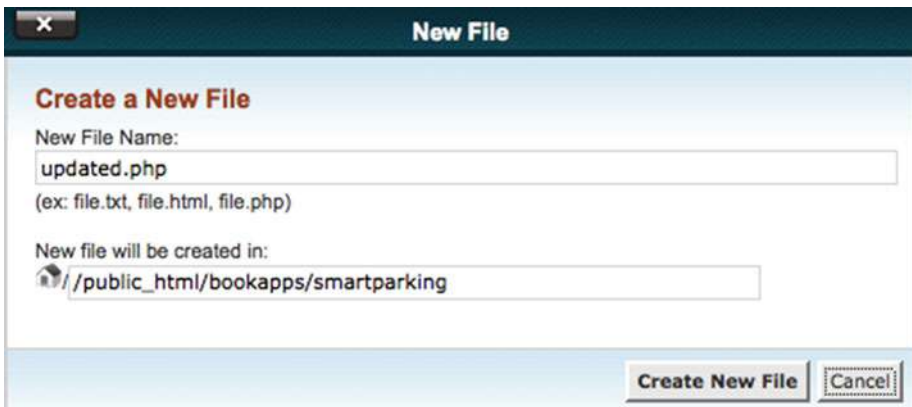 New File
Create a New File
New File Name:
updated.php
(ex: file.txt, file.html, file.php)
New file will be created in:
/ /public_html/bookapps/smartparking
Create New File Cancel